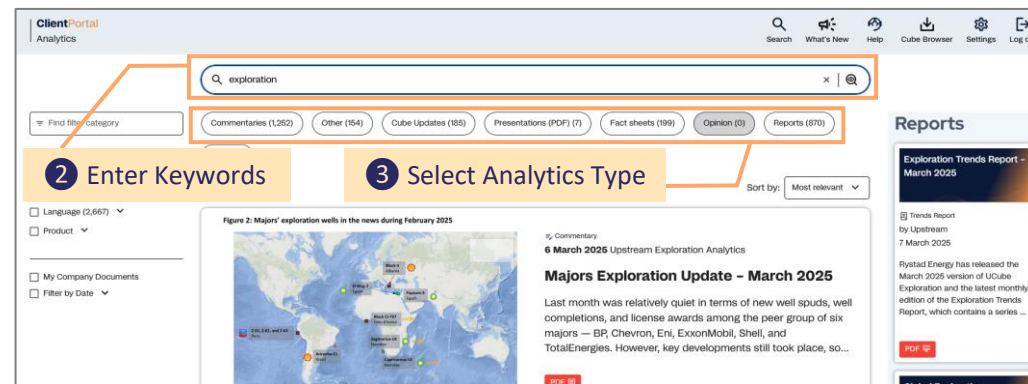 ClientPortal
Analytics
Search
What's New
Help
Cube Browser
Settings
exploration
Find filter category
Commentaries (1,252)
Other (154)
Cube Updates (185)
Presentations (PDF) (7)
Fact sheets (199)
Opinion (0)
Reports (870)
2 Enter Keywords
3 Select Analytics Type
Sort by: Most relevant
Language (2,667)
Product
My Company Documents
Filter by Date
Figure 2: Majors' exploration wells in the news during February 2025
Commentary
6 March 2025 Upstream Exploration Analytics
Majors Exploration Update – March 2025
Last month was relatively quiet in terms of new well spuds, well
completions, and license awards among the peer group of six
majors — BP, Chevron, Eni, ExxonMobil, Shell, and
TotalEnergies. However, key developments still took place, so...
PDF
Reports
Exploration Trends Report –
March 2025
Trends Report
by Upstream
7 March 2025
Rystad Energy has released the
March 2025 version of UCube
Exploration and the latest monthly
edition of the Exploration Trends
Report, which contains a series ...
PDF